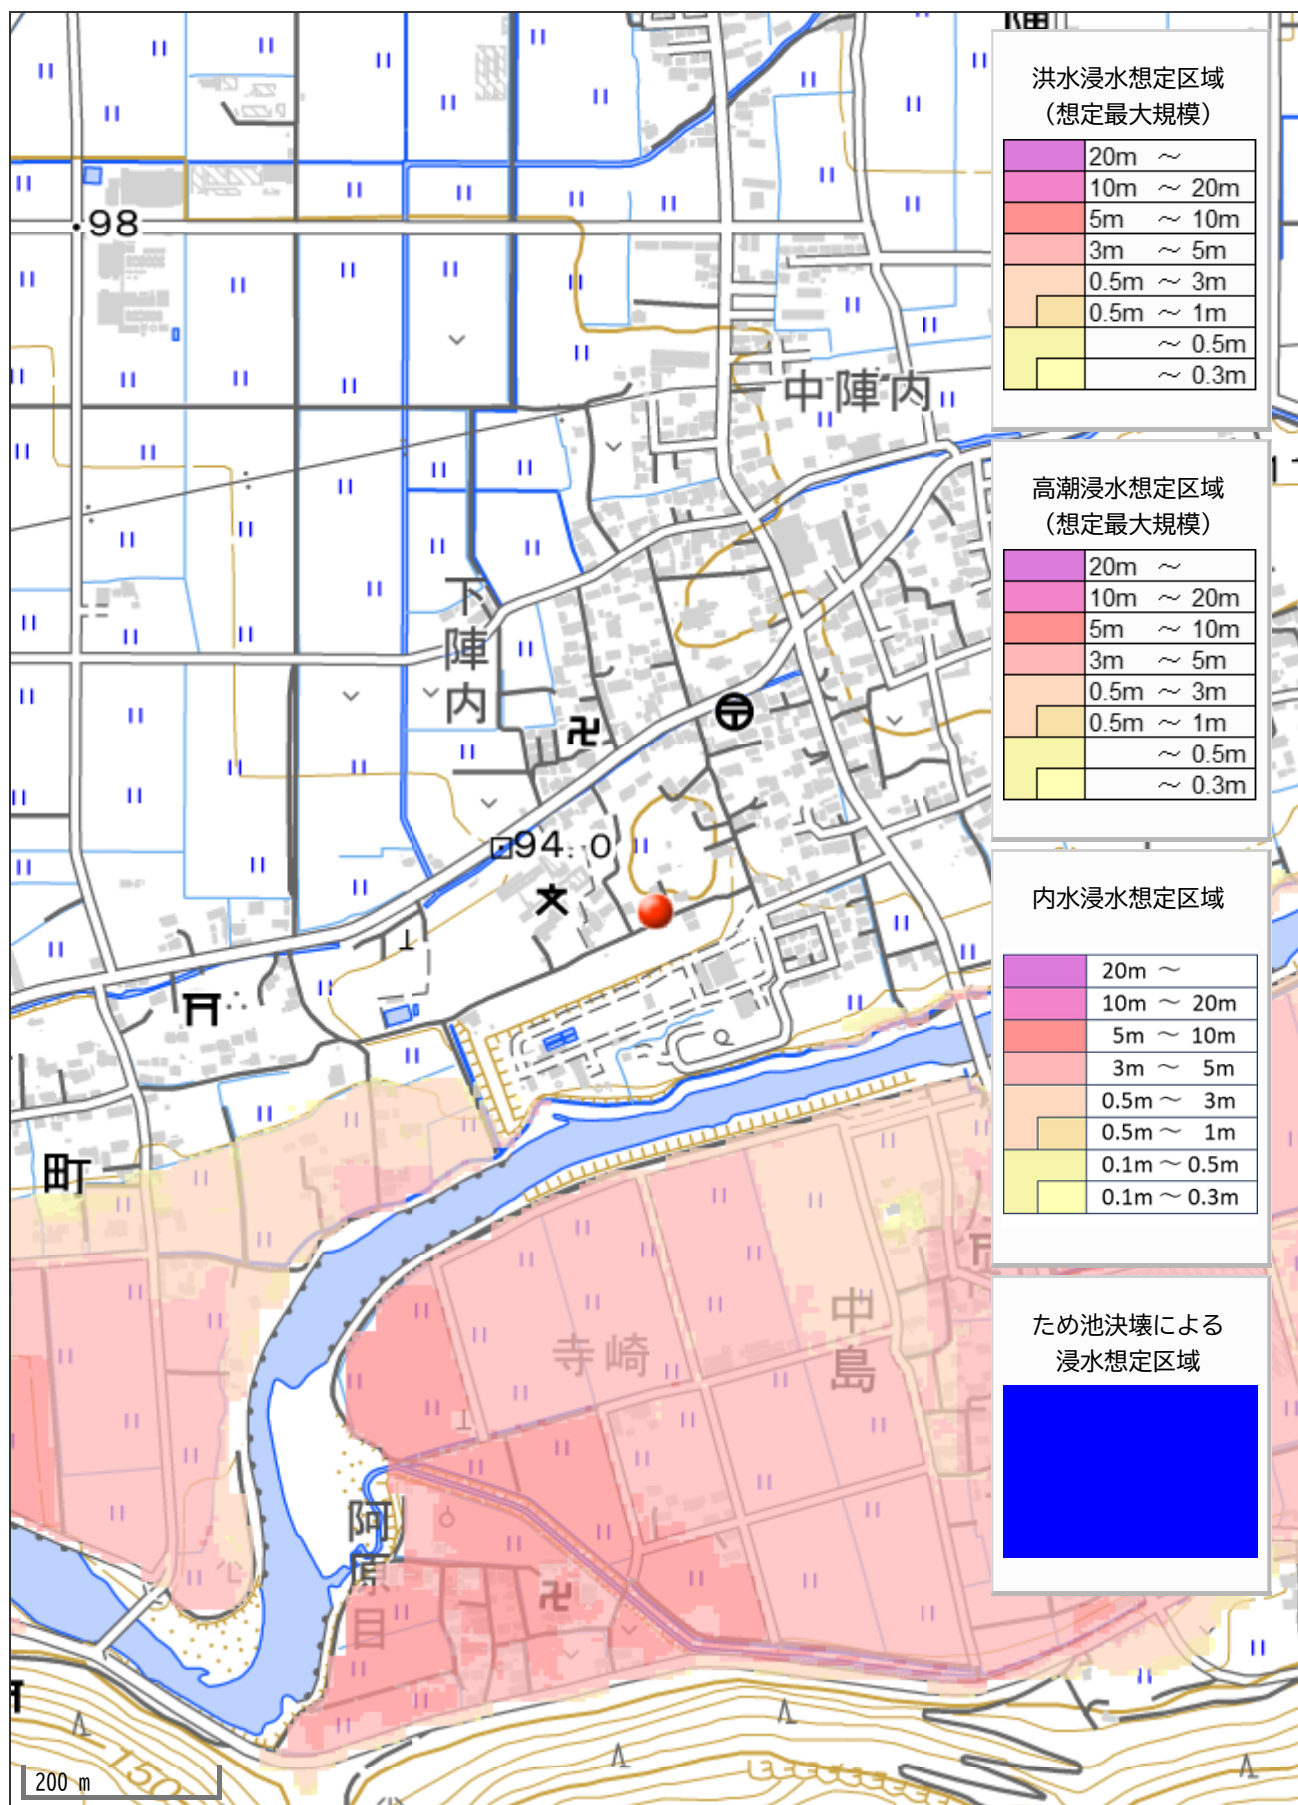 洪水浸水想定区域
（想定最大規模）
20m ～
10m ～ 20m
5m ～ 10m
3m ～ 5m
0.5m ～ 3m
0.5m ～ 1m
～ 0.5m
～ 0.3m
高潮浸水想定区域
（想定最大規模）
20m ～
10m ～ 20m
5m ～ 10m
3m ～ 5m
0.5m ～ 3m
0.5m ～ 1m
～ 0.5m
～ 0.3m
内水浸水想定区域
20m ～
10m ～ 20m
5m ～ 10m
3m ～ 5m
0.5m ～ 3m
0.5m ～ 1m
0.1m ～ 0.5m
0.1m ～ 0.3m
ため池決壊による
浸水想定区域
98
中陣内
下陣内
94.0
町
中島
寺崎
阿原目
150
200 m